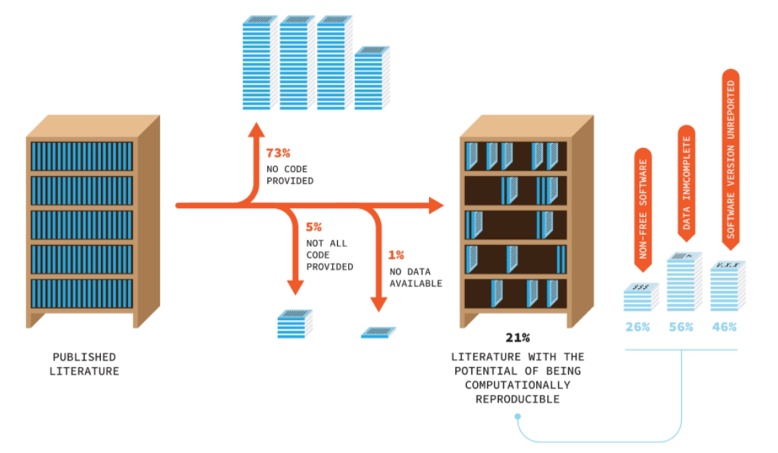 73%
NO CODE
PROVIDED
5%
NOT ALL
CODE
PROVIDED
1%
NO DATA
AVAILABLE
PUBLISHED
LITERATURE
21%
LITERATURE WITH THE
POTENTIAL OF BEING
COMPUTATIONALLY
REPRODUCIBLE
NON-FREE SOFTWARE
DATA INMCOMPLETE
SOFTWARE VERSION UNREPORTED
26%
56%
46%